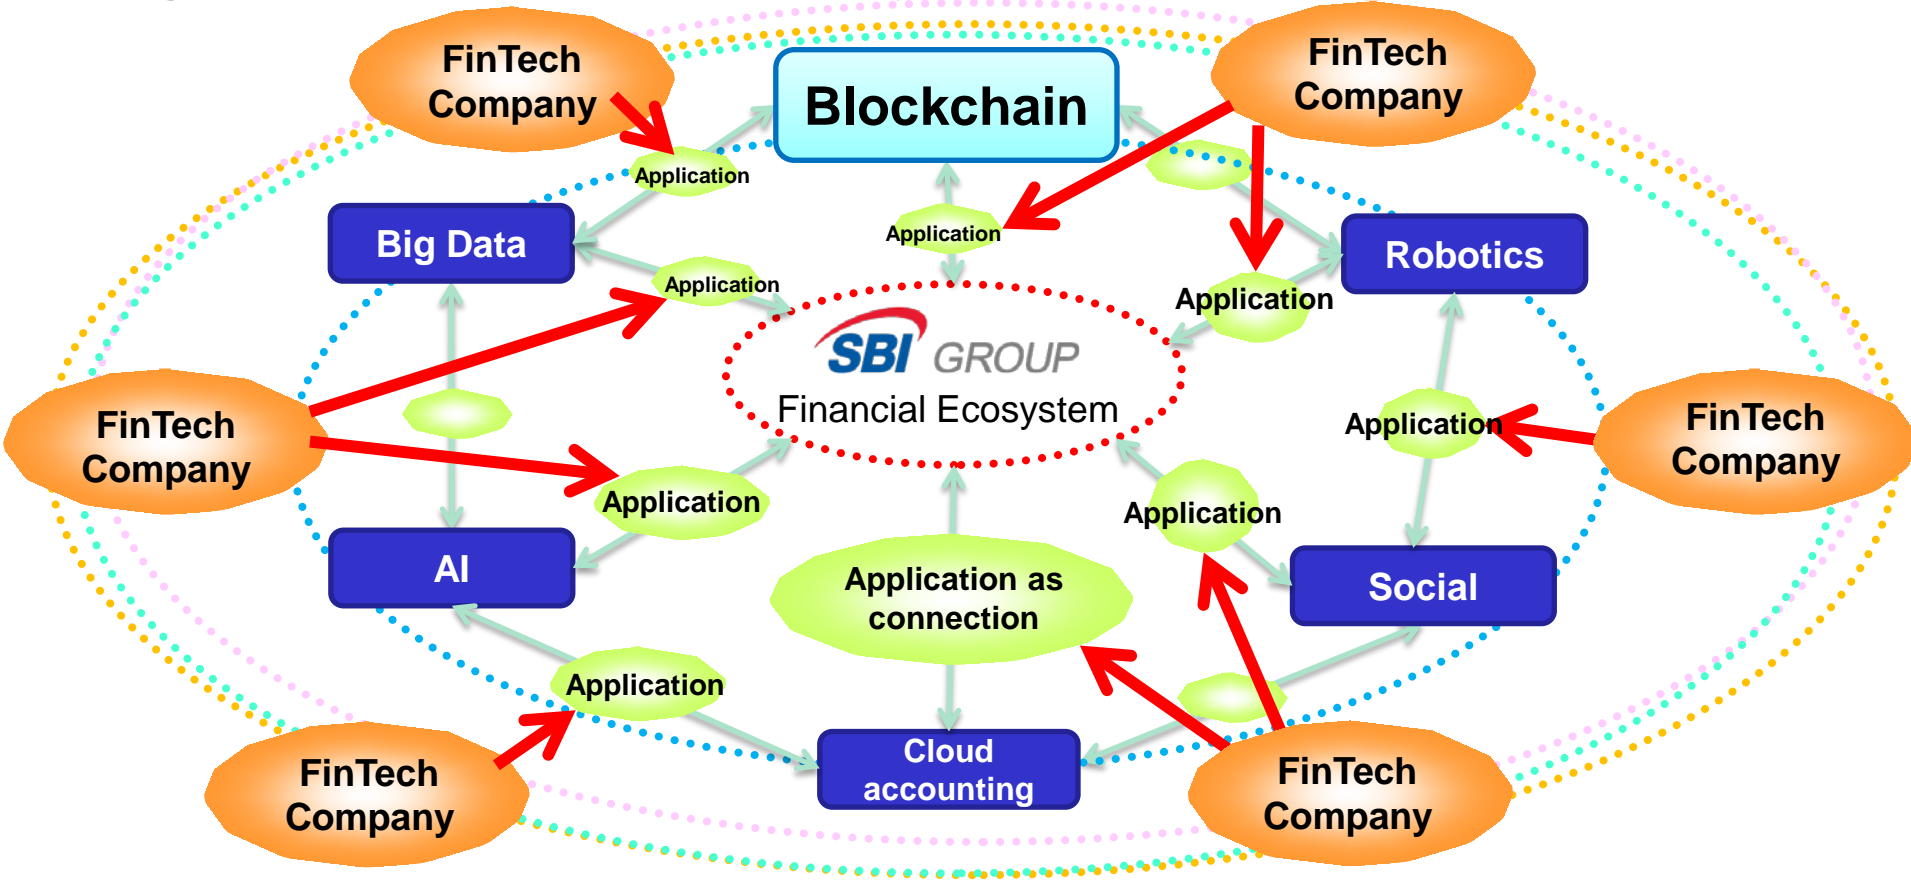 FinTech
Company
FinTech
Company
Blockchain
Application
Big Data
Application
Robotics
Application
Application
SBI GROUP
Financial Ecosystem
FinTech
Company
Application
FinTech
Company
Application
Application
AI
Application as
connection
Social
Application
Cloud
accounting
FinTech
Company
FinTech
Company